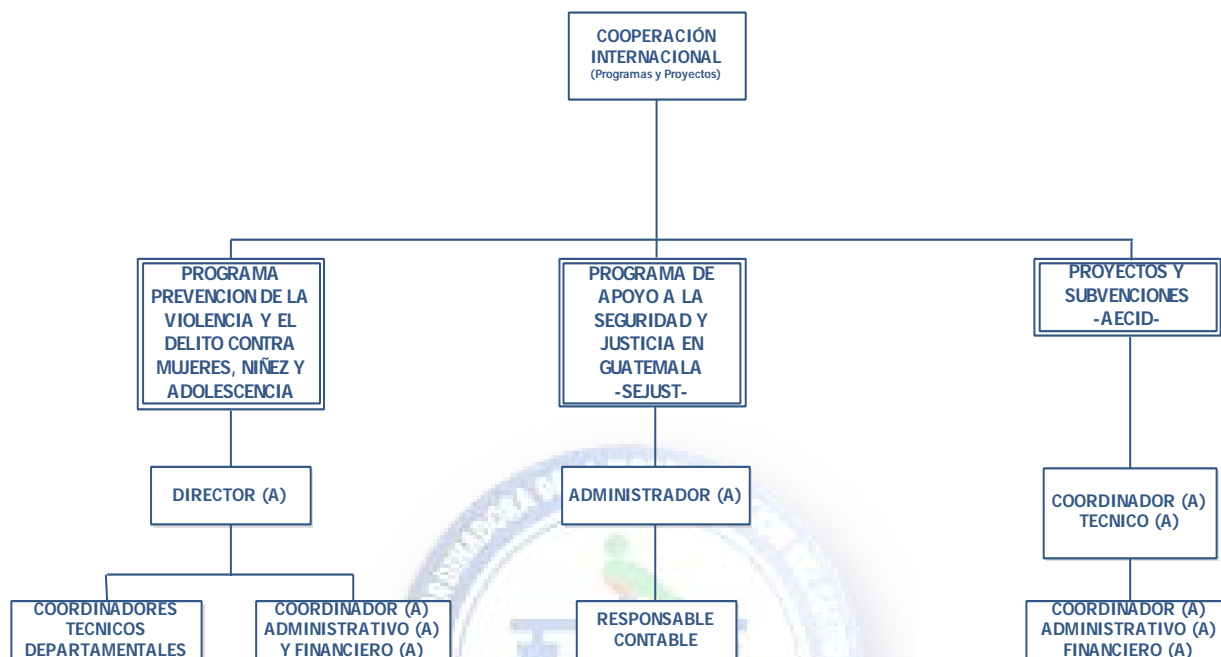 COOPERACIÓN
INTERNACIONAL
(Programas y Proyectos)
PROGRAMA
PREVENCION DE LA
VIOLENCIA Y EL
DELITO CONTRA
MUJERES, NIÑEZ Y
ADOLESCENCIA
PROGRAMA DE
APOYO A LA
SEGURIDAD Y
JUSTICIA EN
GUATEMALA
-SEJUST-
PROYECTOS Y
SUBVENCIONES
-AECID-
DIRECTOR (A)
ADMINISTRADOR (A)
COORDINADOR (A)
TECNICO (A)
COORDINADORES
TECNICOS
DEPARTAMENTALES
COORDINADOR (A)
ADMINISTRATIVO (A)
Y FINANCIERO (A)
RESPONSABLE
CONTABLE
COORDINADOR (A)
ADMINISTRATIVO (A)
FINANCIERO (A)